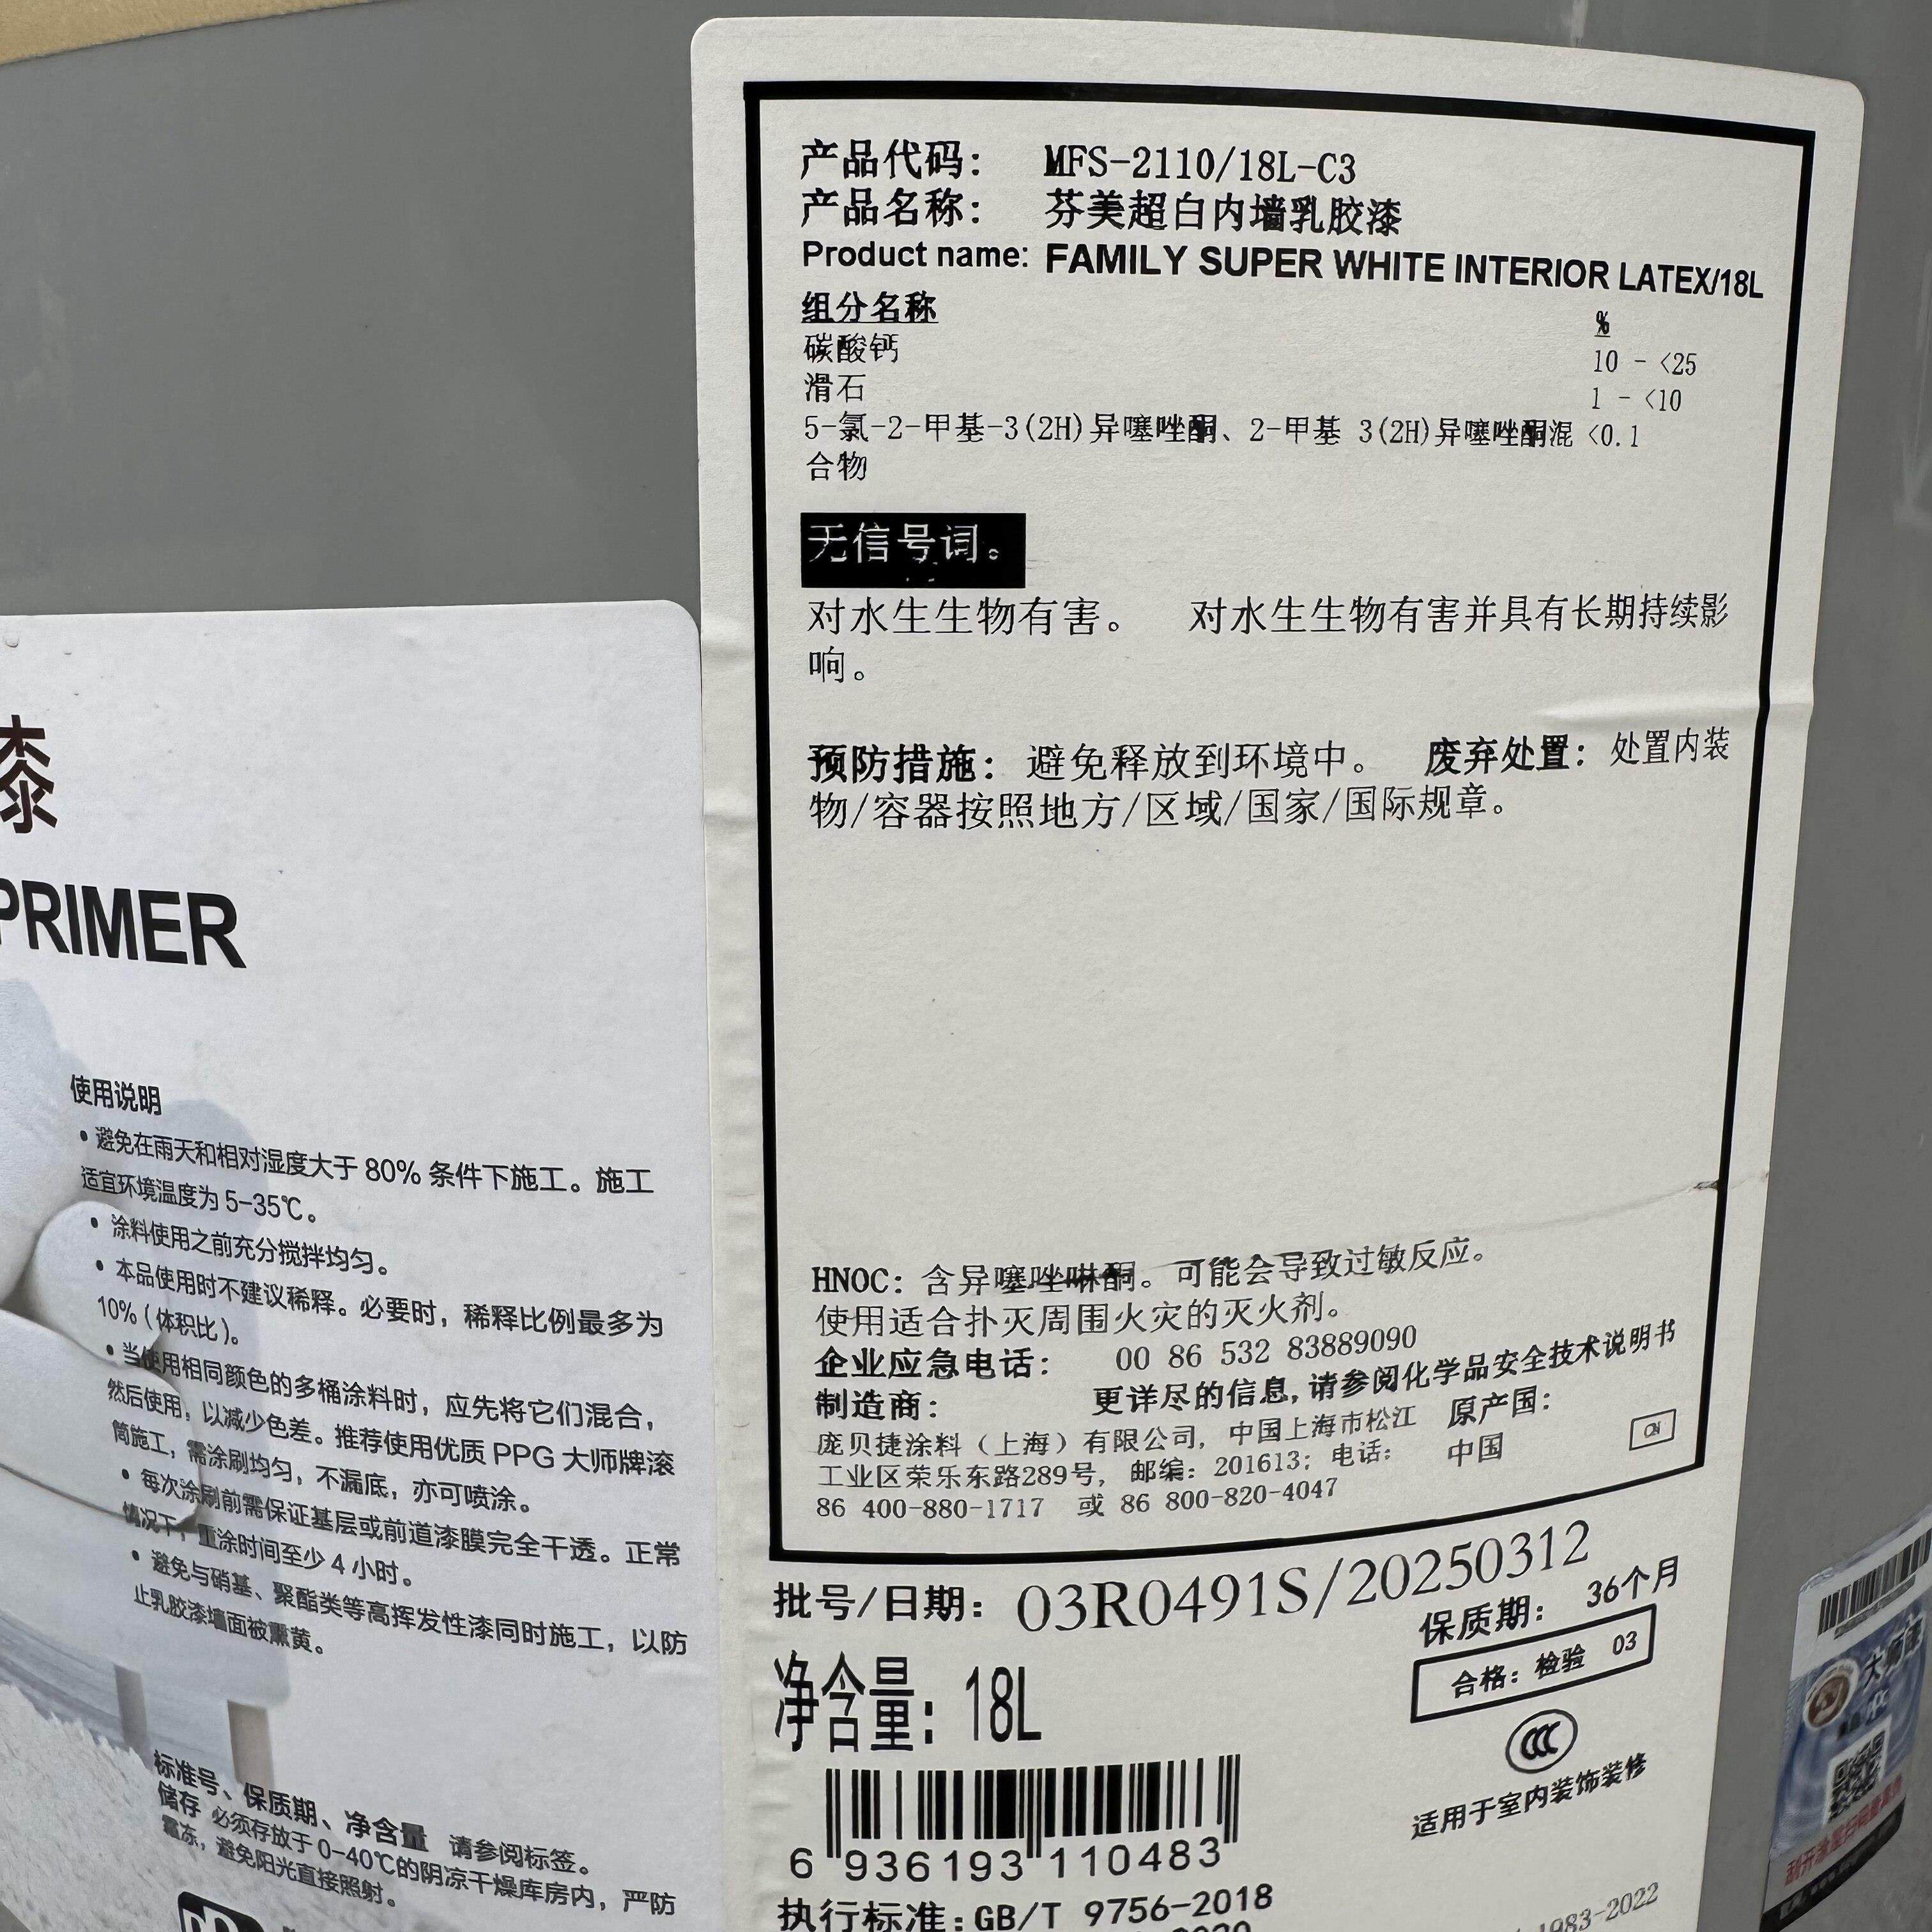 产品代码: MFS-2110/18L-C3
产品名称: 芬美超白内墙乳胶漆
Product name: FAMILY SUPER WHITE INTERIOR LATEX/18L
组分名称 %
碳酸钙 10 - <25
滑石 1 - <10
5-氯-2-甲基-3(2H)异噻唑酮、2-甲基 3(2H)异噻唑酮混 <0.1
合物
无信号词。
对水生生物有害。 对水生生物有害并具有长期持续影
响。
预防措施: 避免释放到环境中。 废弃处置: 处置内装
物/容器按照地方/区域/国家/国际规章。
HNOC: 含异噻唑啉酮。可能会导致过敏反应。
使用适合扑灭周围火灾的灭火剂。
企业应急电话: 00 86 532 83889090
制造商: 更详尽的信息,请参阅化学品安全技术说明书
庞贝捷涂料（上海）有限公司, 中国上海市松江 原产国:
工业区荣乐东路289号, 邮编: 201613; 电话: 中国
86 400-880-1717 或 86 800-820-4047
CN
批号/日期: 03R0491S/20250312
保质期: 36个月
合格: 检验 03
净含量: 18L
CCC
适用于室内装饰装修
6 936193 110483
执行标准:GB/T 9756-2018
1983-2022
漆
PRIMER
使用说明
• 避免在雨天和相对湿度大于 80% 条件下施工。施工
适宜环境温度为 5-35℃。
• 涂料使用之前充分搅拌均匀。
• 本品使用时不建议稀释。必要时，稀释比例最多为
10% (体积比)。
• 当使用相同颜色的多桶涂料时，应先将它们混合，
然后使用，以减少色差。推荐使用优质 PPG 大师牌滚
筒施工，需涂刷均匀，不漏底，亦可喷涂。
• 每次涂刷前需保证基层或前道漆膜完全干透。正常
情况下，重涂时间至少 4 小时。
• 避免与硝基、聚酯类等高挥发性漆同时施工，以防
止乳胶漆墙面被熏黄。
标准号、保质期、净含量 请参阅标签。
储存 必须存放于 0-40℃的阴凉干燥库房内，严防
霜冻，避免阳光直接照射。
大师漆